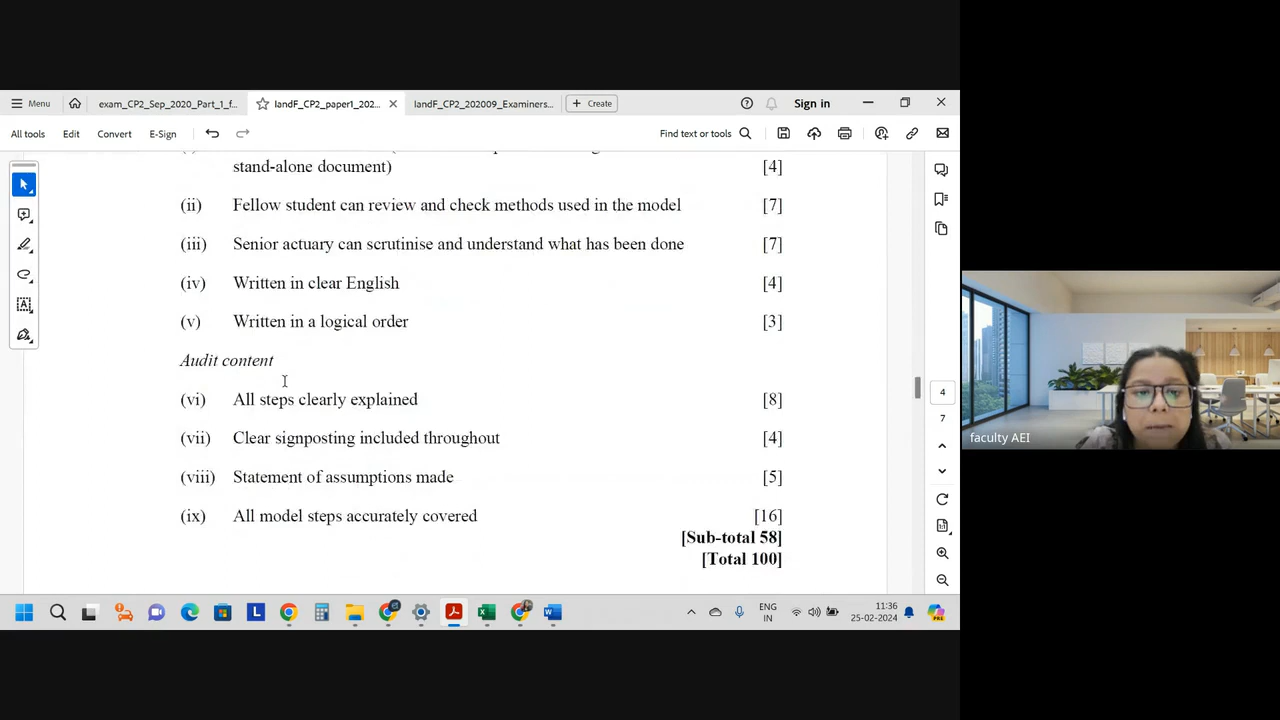 Menu
exam_CP2_Sep_2020_Part_1_f...
IandF_CP2_paper1_202...
IandF_CP2_202009_Examiners...
Create
Sign in
All tools
Edit
Convert
E-Sign
Find text or tools
stand-alone document) [4]
(ii) Fellow student can review and check methods used in the model [7]
(iii) Senior actuary can scrutinise and understand what has been done [7]
(iv) Written in clear English [4]
(v) Written in a logical order [3]
Audit content
(vi) All steps clearly explained [8]
(vii) Clear signposting included throughout [4]
(viii) Statement of assumptions made [5]
(ix) All model steps accurately covered [16]
[Sub-total 58]
[Total 100]
4
7
faculty AEI
ENG
IN
11:36
25-02-2024